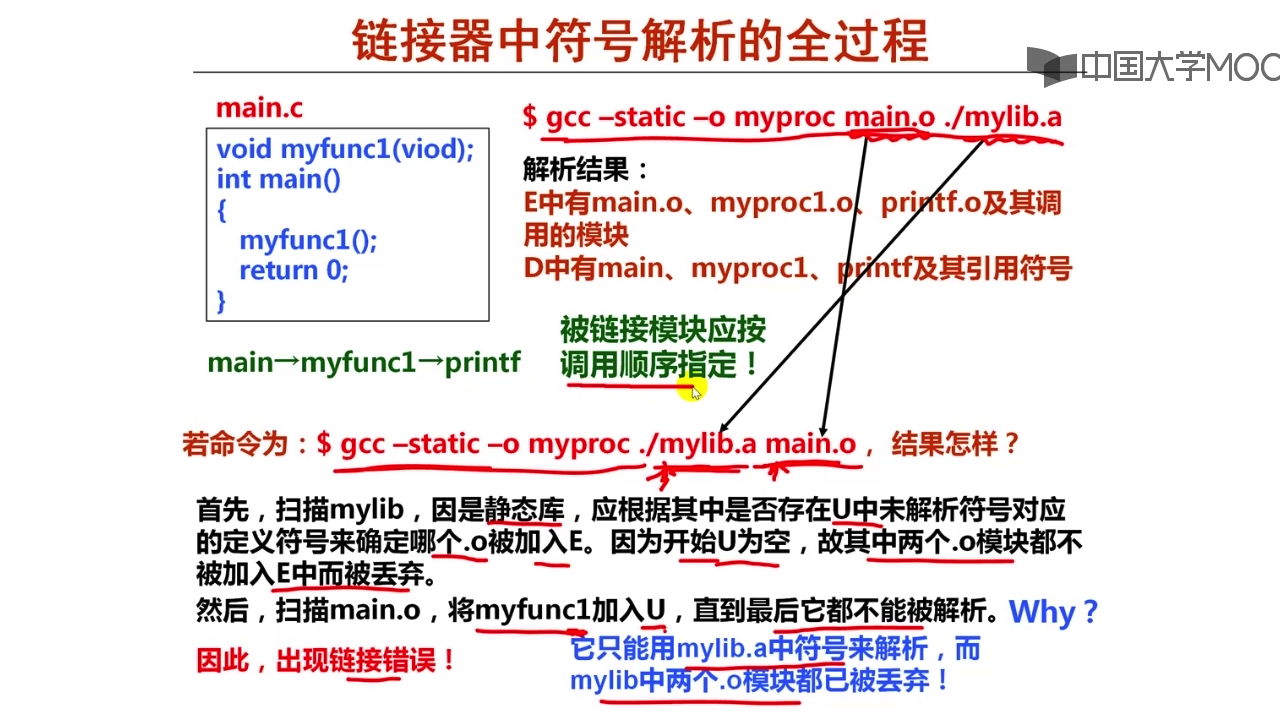 链接器中符号解析的全过程
中国大学MOC
main.c
void myfunc1(viod);
int main()
{
myfunc1();
return 0;
}
$ gcc –static –o myproc main.o ./mylib.a
解析结果：
E中有main.o、myproc1.o、printf.o及其调
用的模块
D中有main、myproc1、printf及其引用符号
被链接模块应按
调用顺序指定！
main→myfunc1→printf
若命令为：$ gcc –static –o myproc ./mylib.a main.o， 结果怎样？
首先，扫描mylib，因是静态库，应根据其中是否存在U中未解析符号对应
的定义符号来确定哪个.o被加入E。因为开始U为空，故其中两个.o模块都不
被加入E中而被丢弃。
然后，扫描main.o，将myfunc1加入U，直到最后它都不能被解析。Why？
因此，出现链接错误！
它只能用mylib.a中符号来解析，而
mylib中两个.o模块都已被丢弃！